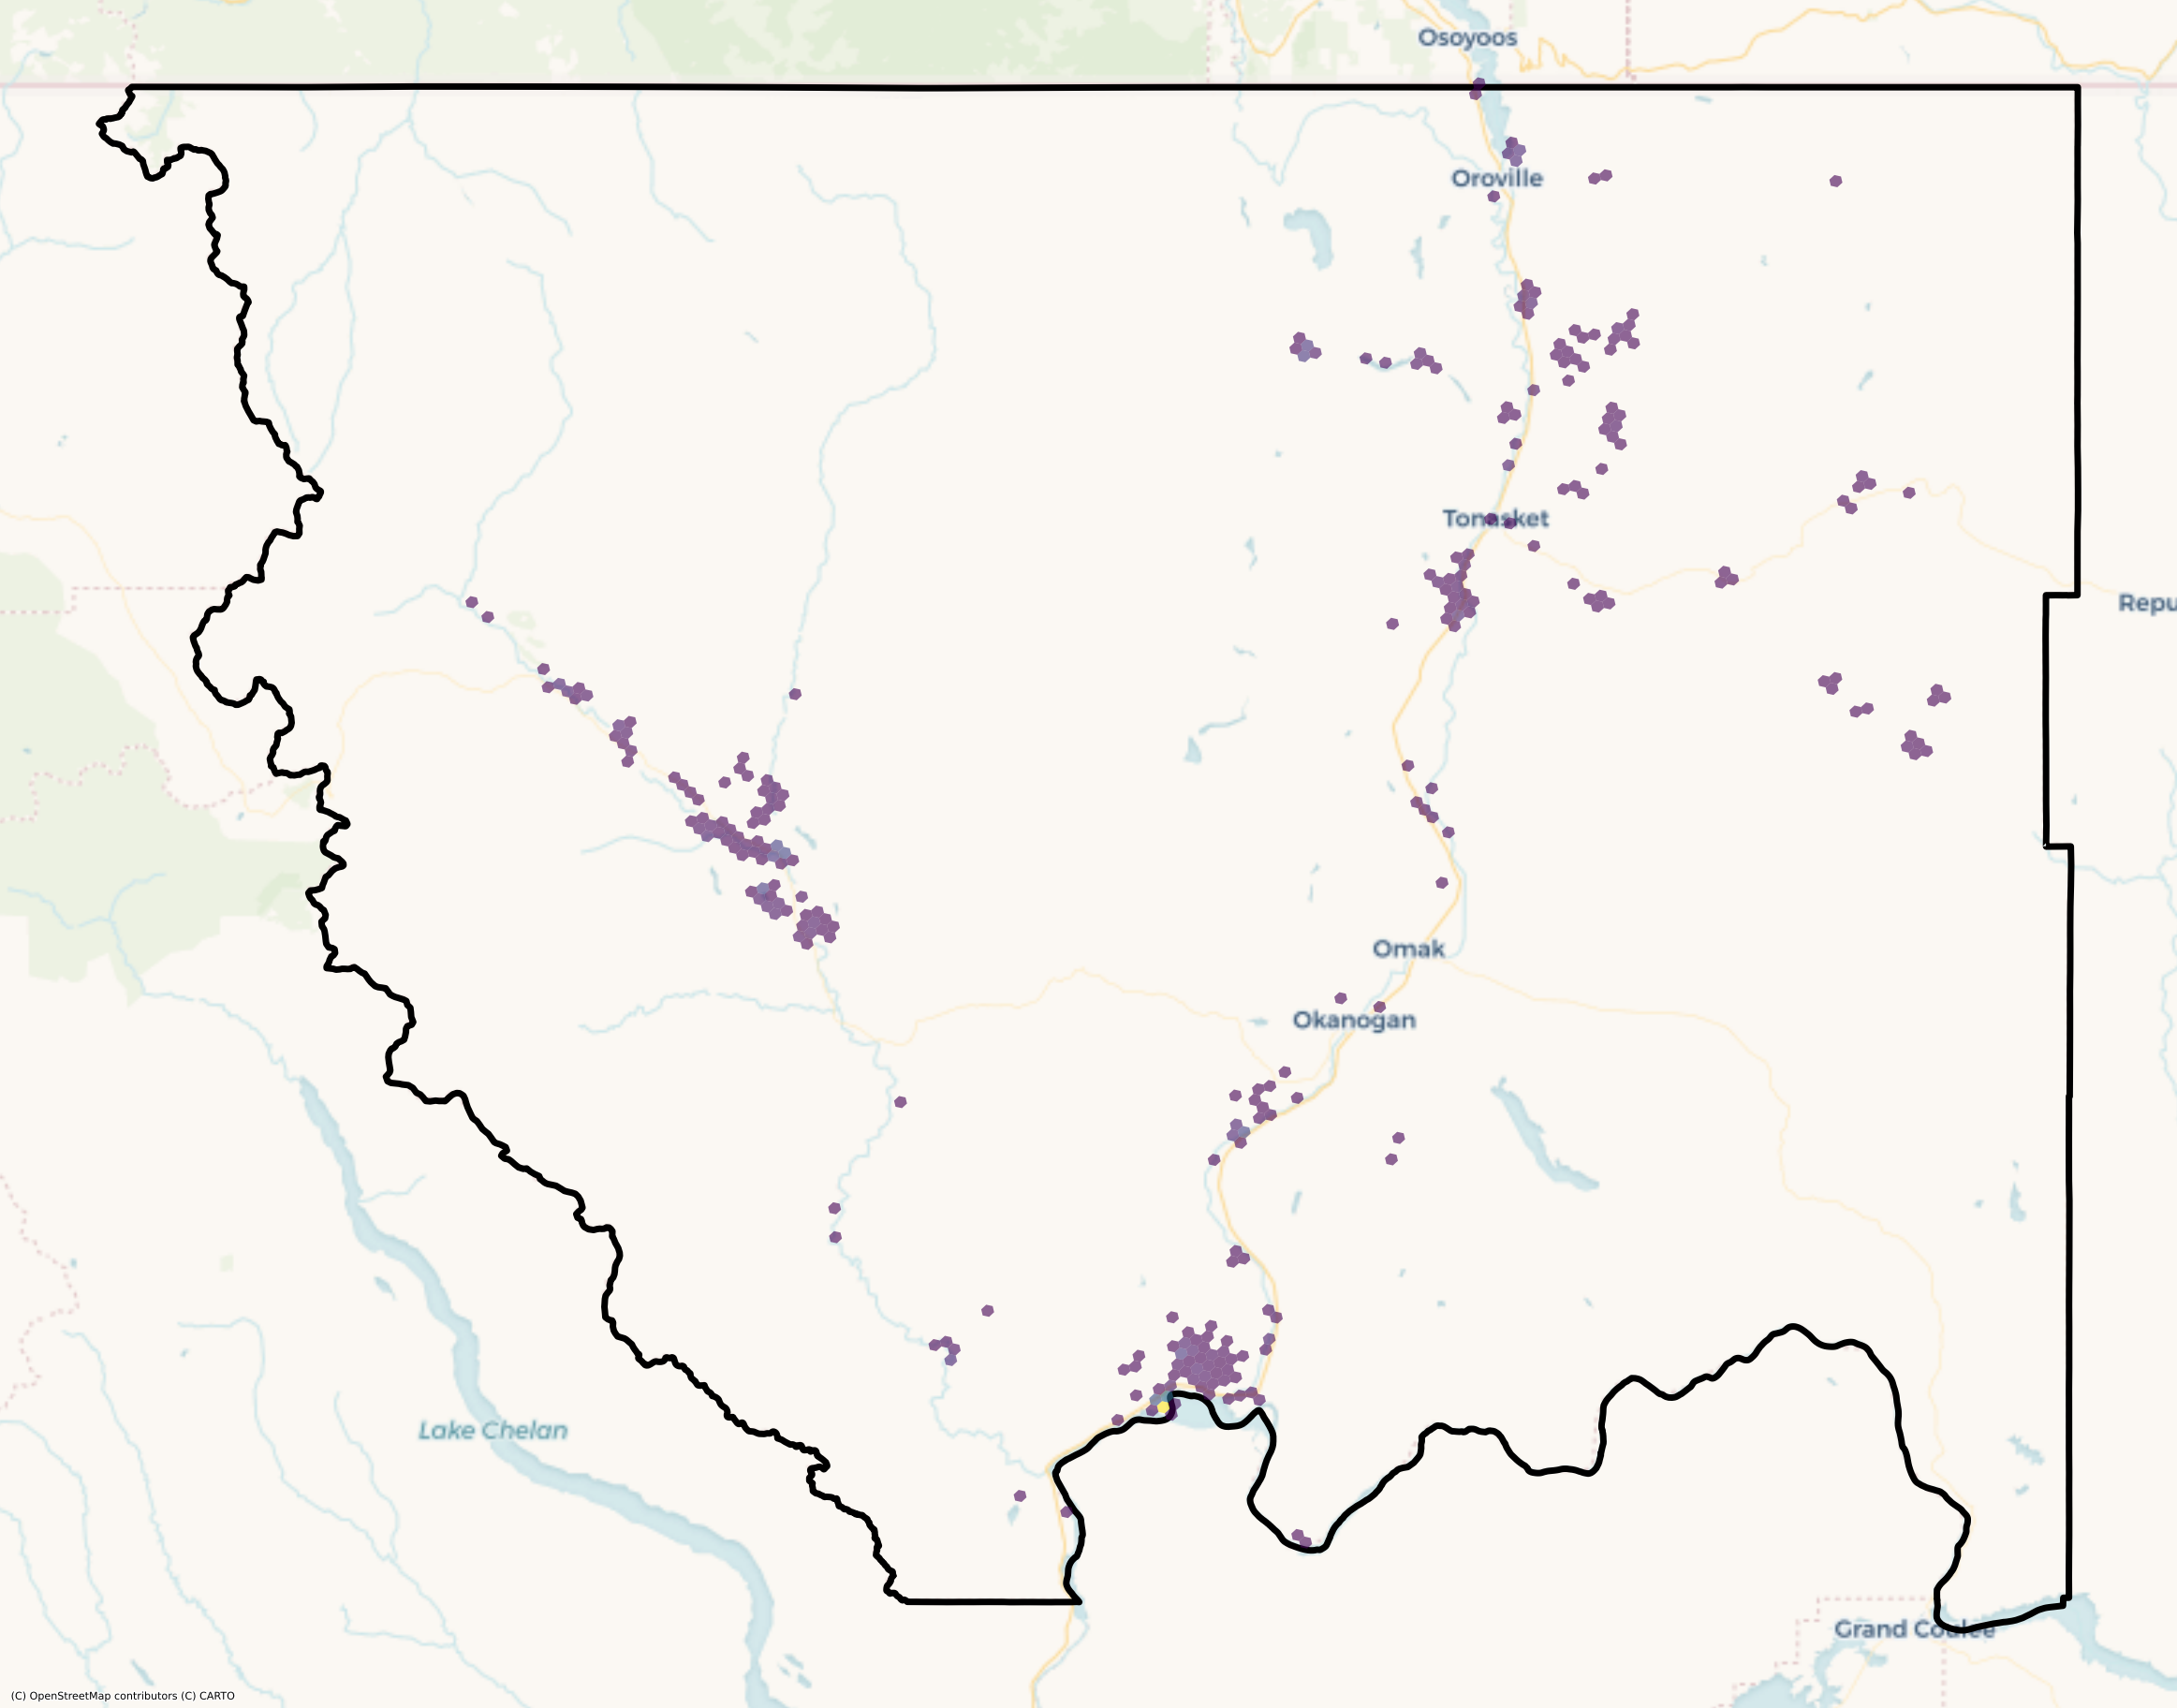 Osoyoos
Oroville
Tonasket
Repu
Omak
Okanogan
Lake Chelan
Grand Coulee
(C) OpenStreetMap contributors (C) CARTO